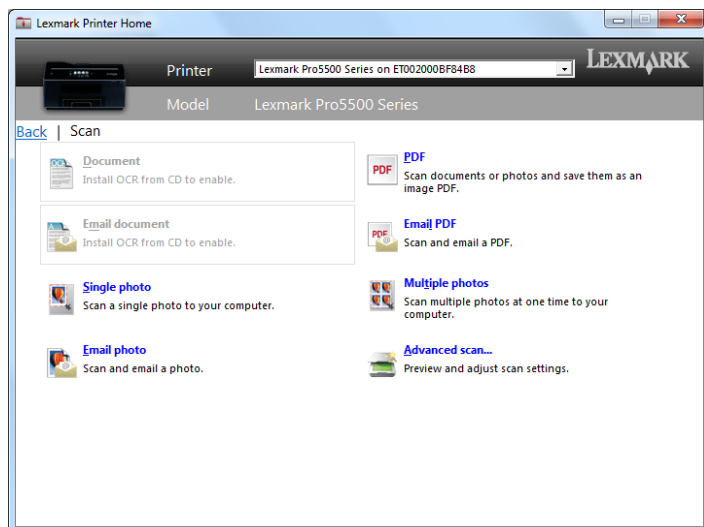 Lexmark Printer Home
Printer
Lexmark Pro5500 Series on ET002000BF84B8
LEXMARK
Model
Lexmark Pro5500 Series
Back | Scan
Document
Install OCR from CD to enable.
PDF
PDF
Scan documents or photos and save them as an
image PDF.
Email document
Install OCR from CD to enable.
PDF
Email PDF
Scan and email a PDF.
Single photo
Scan a single photo to your computer.
Multiple photos
Scan multiple photos at one time to your
computer.
Email photo
Scan and email a photo.
Advanced scan...
Preview and adjust scan settings.